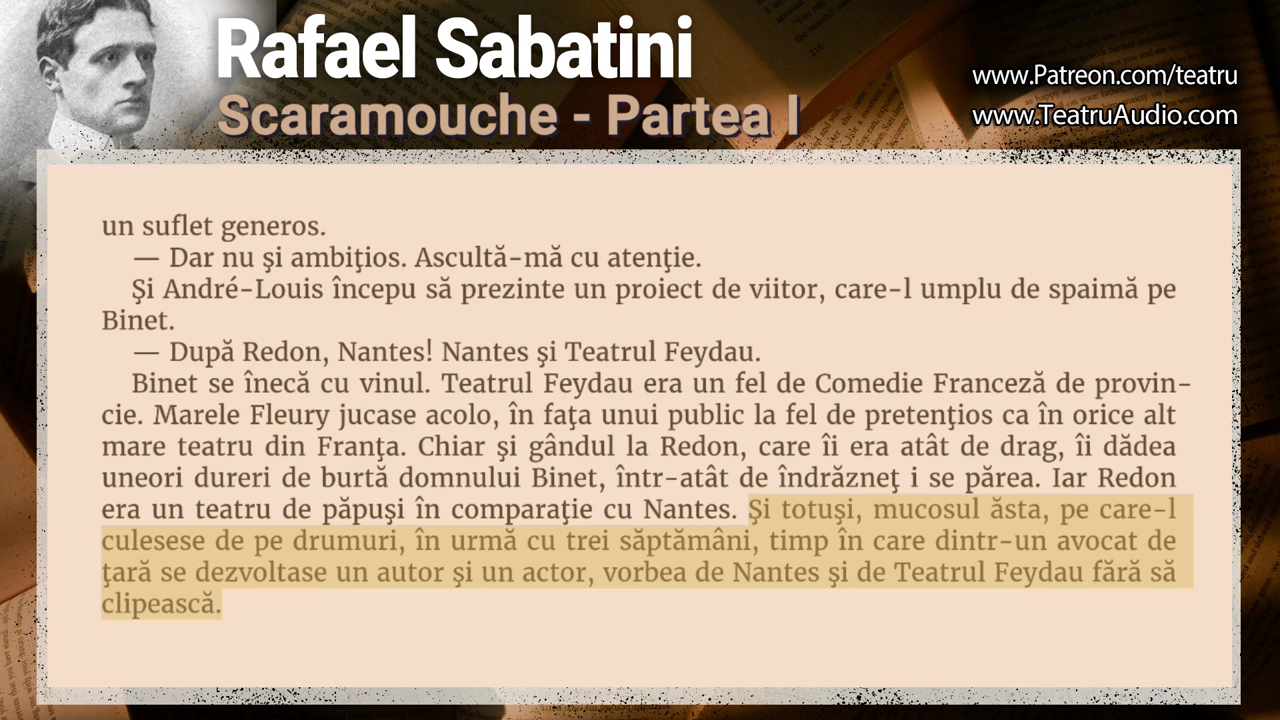 Rafael Sabatini
Scaramouche - Partea I
www.Patreon.com/teatru
www.TeatruAudio.com
un suflet generos.
— Dar nu şi ambiţios. Ascultă-mă cu atenţie.
Şi André-Louis începu să prezinte un proiect de viitor, care-l umplu de spaimă pe
Binet.
— După Redon, Nantes! Nantes şi Teatrul Feydau.
Binet se înecă cu vinul. Teatrul Feydau era un fel de Comedie Franceză de provin-
cie. Marele Fleury jucase acolo, în faţa unui public la fel de pretenţios ca în orice alt
mare teatru din Franţa. Chiar şi gândul la Redon, care îi era atât de drag, îi dădea
uneori dureri de burtă domnului Binet, într-atât de îndrăzneţ i se părea. Iar Redon
era un teatru de păpuşi în comparaţie cu Nantes. Şi totuşi, mucosul ăsta, pe care-l
culesese de pe drumuri, în urmă cu trei săptămâni, timp în care dintr-un avocat de
ţară se dezvoltase un autor şi un actor, vorbea de Nantes şi de Teatrul Feydau fără să
clipească.